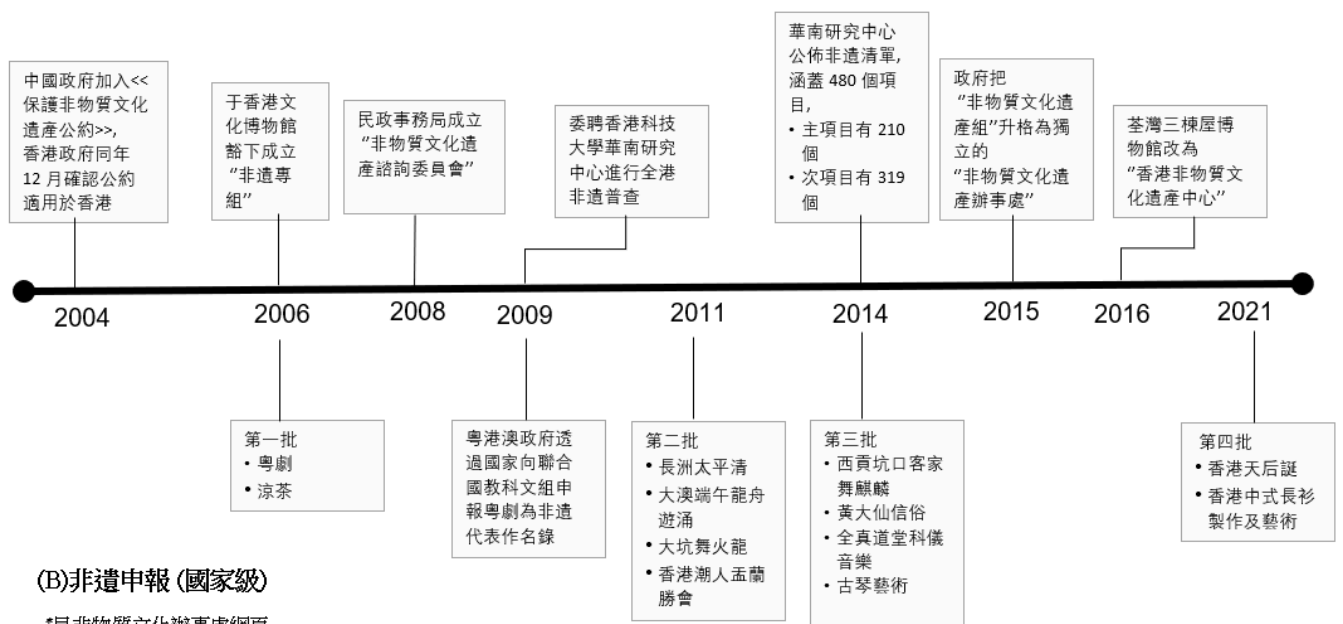 中國政府加入<<
保護非物質文化
遺產公約>>,
香港政府同年
12 月確認公約
適用於香港
于香港文
化博物館
豁下成立
“非遺專
組”
民政事務局成立
“非物質文化遺
產諮詢委員會”
委聘香港科技
大學華南研究
中心進行全港
非遺普查
華南研究中心
公佈非遺清單,
涵蓋 480 個項
目,
• 主項目有 210
個
• 次項目有 319
個
政府把
“非物質文化遺
產組”升格為獨
立的
“非物質文化遺
產辦事處”
荃灣三棟屋博
物館改為
“香港非物質文
化遺產中心”
2004
2006
2008
2009
2011
2014
2015
2016
2021
第一批
• 粵劇
• 涼茶
粵港澳政府透
過國家向聯合
國教科文組申
報粵劇為非遺
代表作名錄
第二批
• 長洲太平清
• 大澳端午龍舟
遊涌
• 大坑舞火龍
• 香港潮人盂蘭
勝會
第三批
• 西貢坑口客家
舞麒麟
• 黃大仙信俗
• 全真道堂科儀
音樂
• 古琴藝術
第四批
• 香港天后誕
• 香港中式長衫
製作及藝術
(B)非遺申報 (國家級)